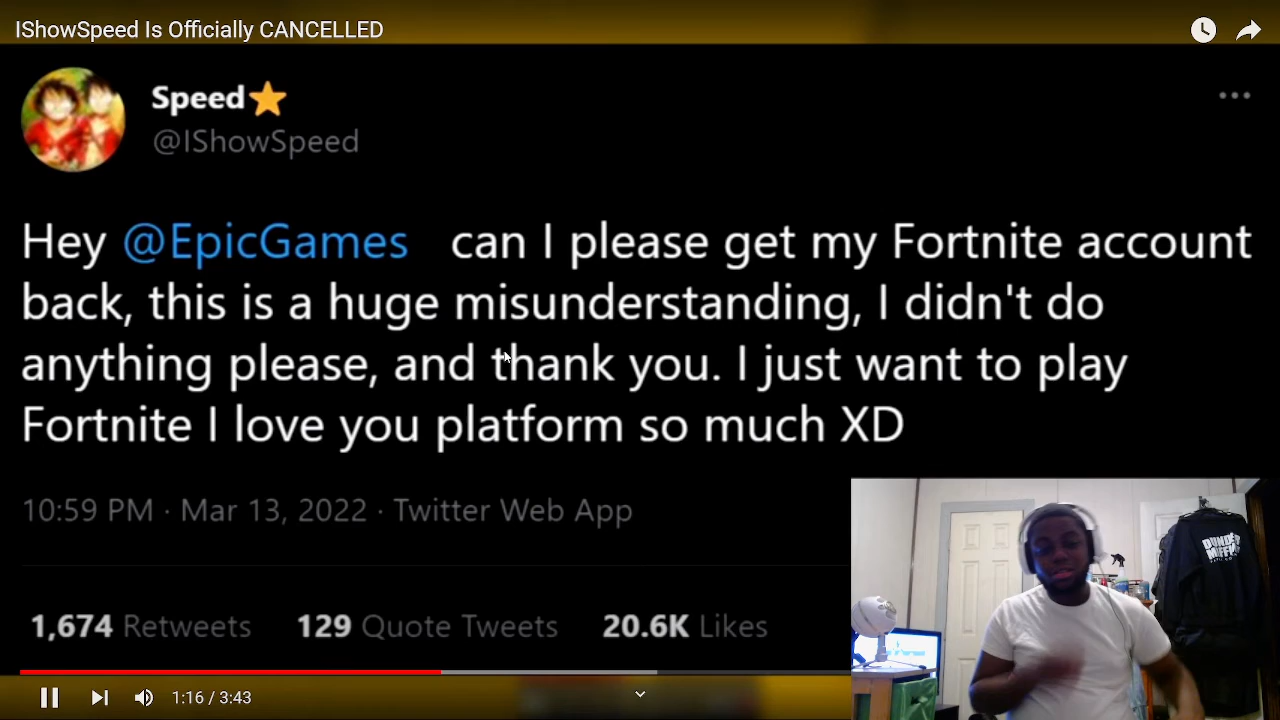 IShowSpeed Is Officially CANCELLED
Speed⭐
@IShowSpeed
Hey @EpicGames can I please get my Fortnite account
back, this is a huge misunderstanding, I didn't do
anything please, and thank you. I just want to play
Fortnite I love you platform so much XD
10:59 PM · Mar 13, 2022 · Twitter Web App
1,674 Retweets 129 Quote Tweets 20.6K Likes
DUNDER
MIFFLIN
1:16 / 3:43